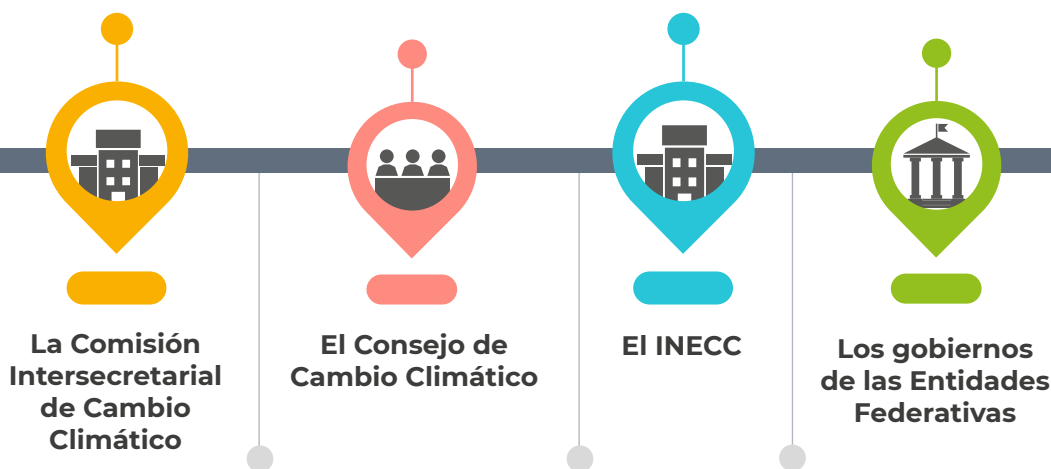 La Comisión
Intersecretarial
de Cambio
Climático
El Consejo de
Cambio Climático
El INECC
Los gobiernos
de las Entidades
Federativas